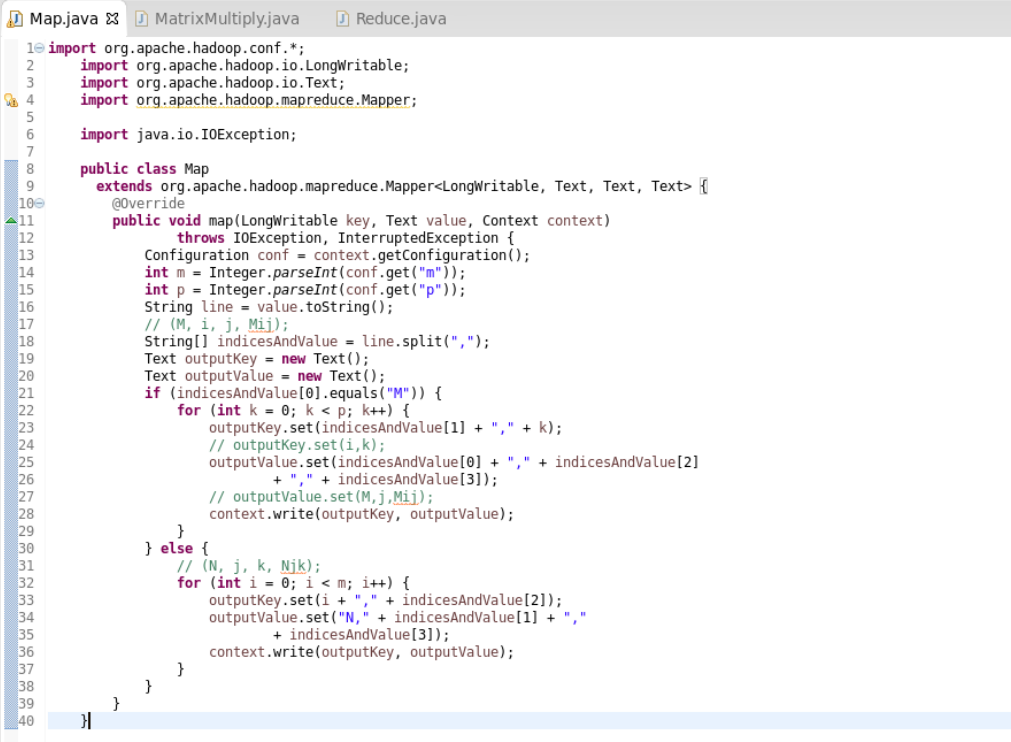 Map.java MatrixMultiply.java Reduce.java
1 import org.apache.hadoop.conf.*;
2     import org.apache.hadoop.io.LongWritable;
3     import org.apache.hadoop.io.Text;
4     import org.apache.hadoop.mapreduce.Mapper;
5
6     import java.io.IOException;
7
8     public class Map
9       extends org.apache.hadoop.mapreduce.Mapper<LongWritable, Text, Text, Text> {
10         @Override
11         public void map(LongWritable key, Text value, Context context)
12                 throws IOException, InterruptedException {
13             Configuration conf = context.getConfiguration();
14             int m = Integer.parseInt(conf.get("m"));
15             int p = Integer.parseInt(conf.get("p"));
16             String line = value.toString();
17             // (M, i, j, Mij);
18             String[] indicesAndValue = line.split(",");
19             Text outputKey = new Text();
20             Text outputValue = new Text();
21             if (indicesAndValue[0].equals("M")) {
22                 for (int k = 0; k < p; k++) {
23                     outputKey.set(indicesAndValue[1] + "," + k);
24                     // outputKey.set(i,k);
25                     outputValue.set(indicesAndValue[0] + "," + indicesAndValue[2]
26                             + "," + indicesAndValue[3]);
27                     // outputValue.set(M,j,Mij);
28                     context.write(outputKey, outputValue);
29                 }
30             } else {
31                 // (N, j, k, Njk);
32                 for (int i = 0; i < m; i++) {
33                     outputKey.set(i + "," + indicesAndValue[2]);
34                     outputValue.set("N," + indicesAndValue[1] + ","
35                             + indicesAndValue[3]);
36                     context.write(outputKey, outputValue);
37                 }
38             }
39         }
40     }